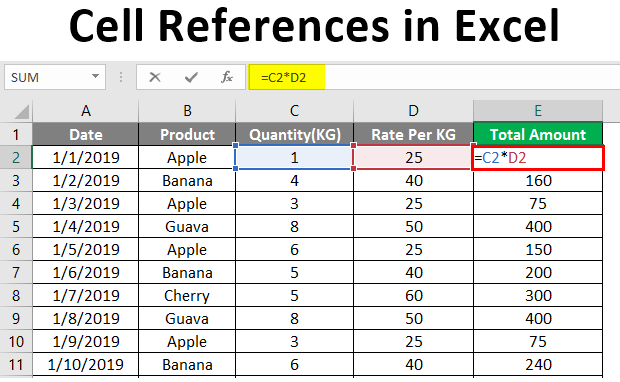 Cell References in Excel
SUM fx =C2*D2
A B C D E
1 Date Product Quantity(KG) Rate Per KG Total Amount
2 1/1/2019 Apple 1 25 =C2*D2
3 1/2/2019 Banana 4 40 160
4 1/3/2019 Apple 3 25 75
5 1/4/2019 Guava 8 50 400
6 1/5/2019 Apple 6 25 150
7 1/6/2019 Banana 5 40 200
8 1/7/2019 Cherry 5 60 300
9 1/8/2019 Guava 8 50 400
10 1/9/2019 Apple 3 25 75
11 1/10/2019 Banana 6 40 240